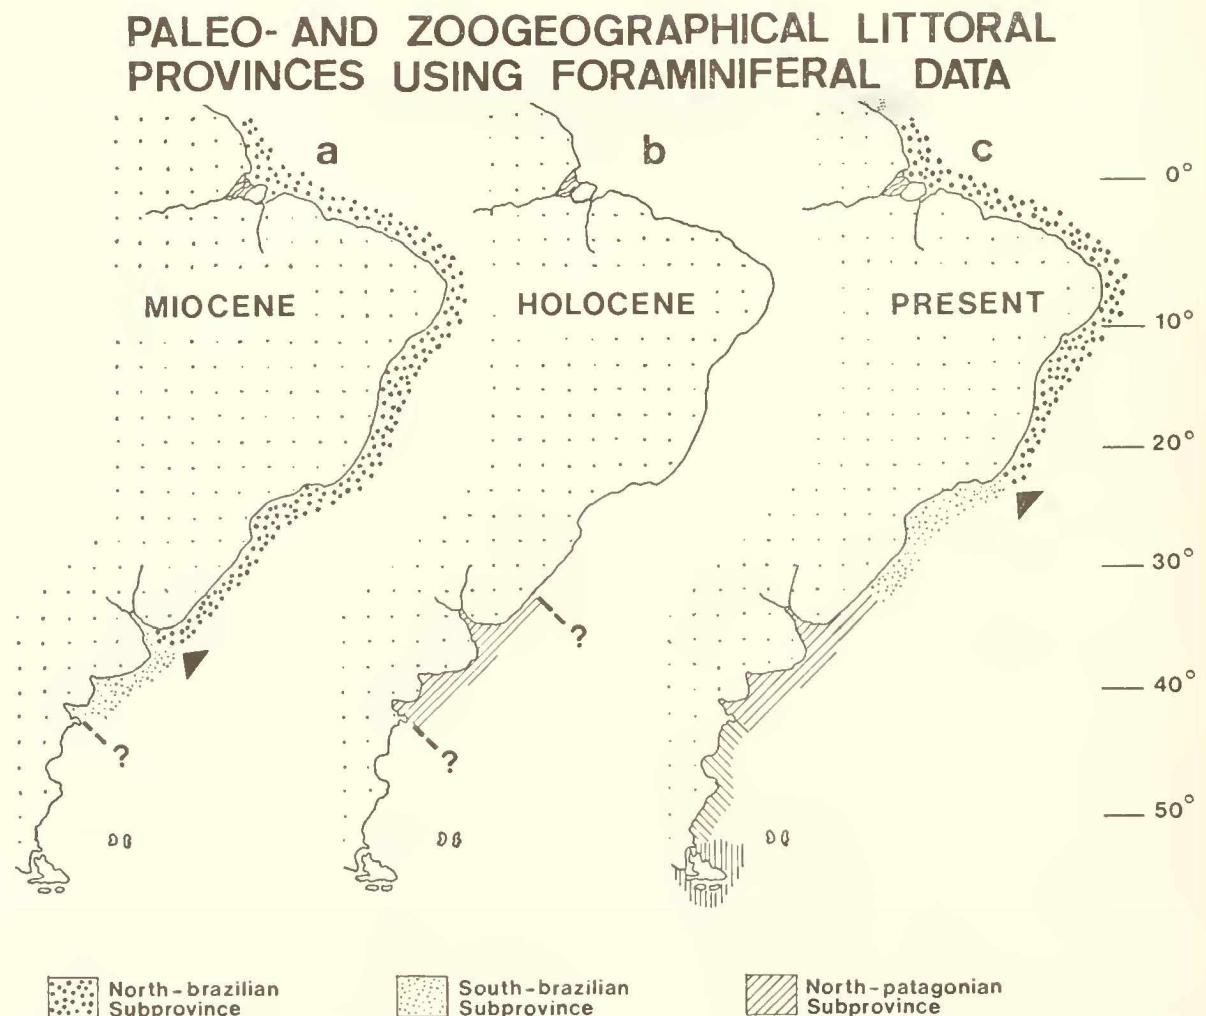 PALEO- AND ZOOGEOGRAPHICAL LITTORAL
PROVINCES USING FORAMINIFERAL DATA
a
b
c
0°
MIOCENE
HOLOCENE
PRESENT
10°
20°
30°
?
40°
?
?
50°
North-brazilian
Subprovince
South-brazilian
Subprovince
North-patagonian
Subprovince